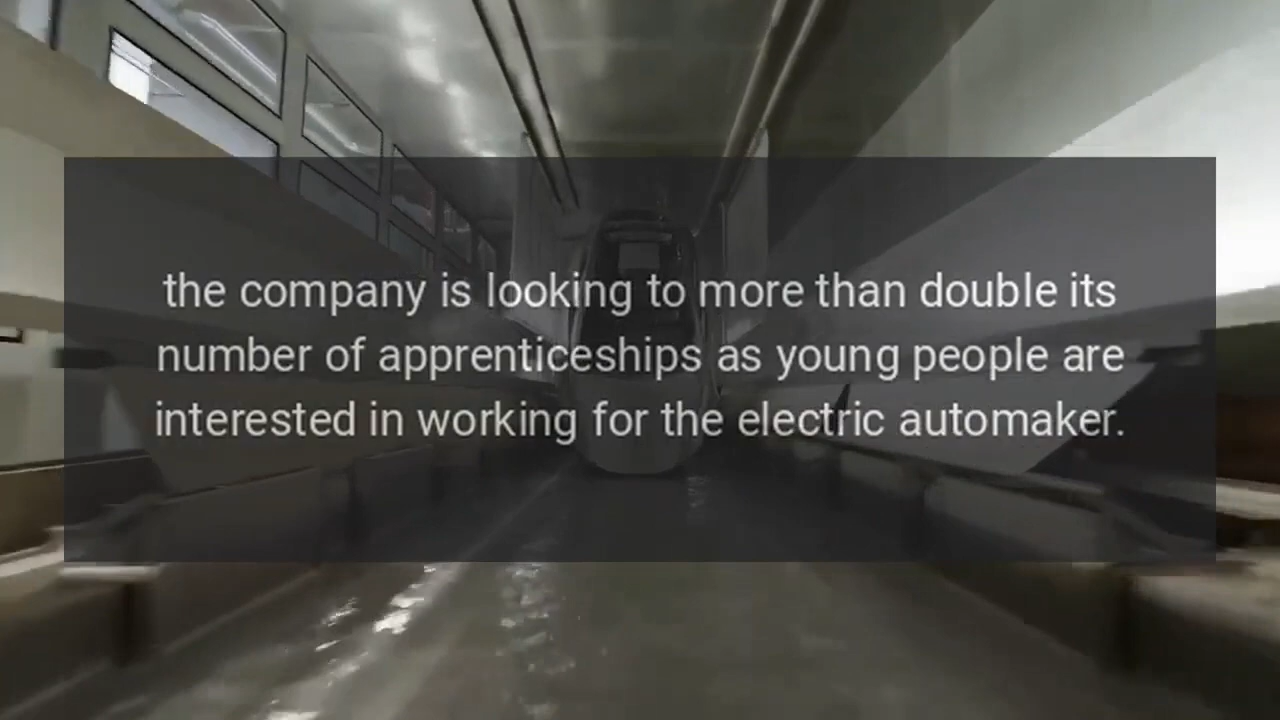 the company is looking to more than double its
number of apprenticeships as young people are
interested in working for the electric automaker.